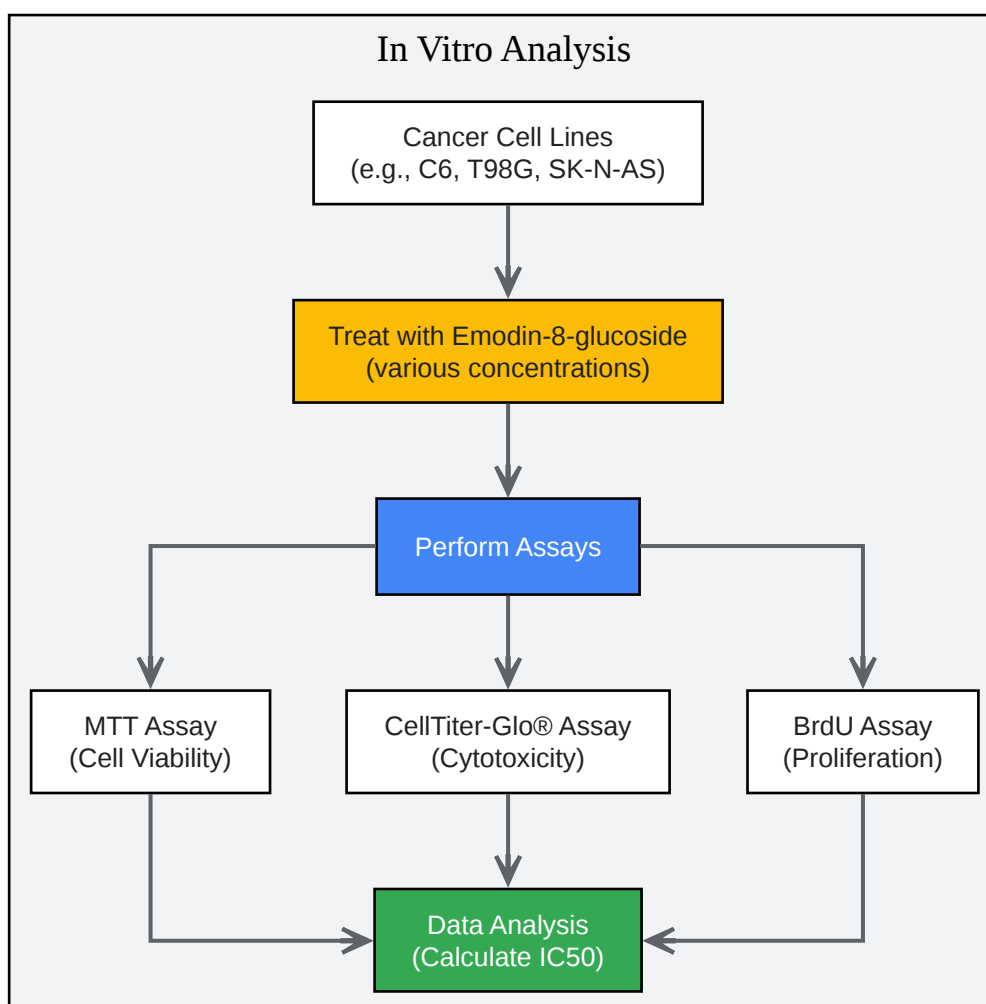 In Vitro Analysis
Cancer Cell Lines
(e.g., C6, T98G, SK-N-AS)
Treat with Emodin-8-glucoside
(various concentrations)
Perform Assays
MTT Assay
(Cell Viability)
CellTiter-Glo® Assay
(Cytotoxicity)
BrdU Assay
(Proliferation)
Data Analysis
(Calculate IC50)